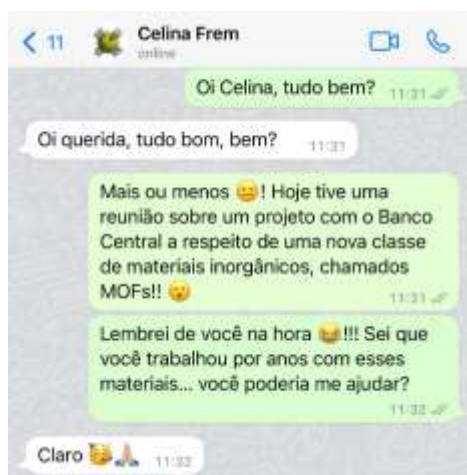 11 Celina Frem
online
Oi Celina, tudo bem? 11:31
Oi querida, tudo bom, bem? 11:31
Mais ou menos 😐! Hoje tive uma
reunião sobre um projeto com o Banco
Central a respeito de uma nova classe
de materiais inorgânicos, chamados
MOFs!! 😮
11:31
Lembrei de você na hora 😂!!! Sei que
você trabalhou por anos com esses
materiais... você poderia me ajudar?
11:32
Claro 🥳🙏🏼 11:32